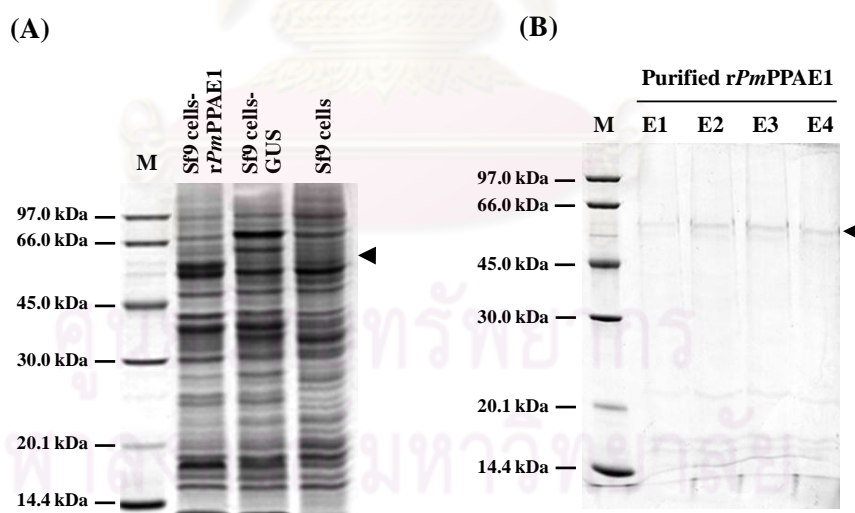 (A)
M
Sf9 cells-
rPmPPAE1
Sf9 cells-
GUS
Sf9 cells
97.0 kDa
66.0 kDa
45.0 kDa
30.0 kDa
20.1 kDa
14.4 kDa
(B)
Purified rPmPPAE1
M E1 E2 E3 E4
97.0 kDa
66.0 kDa
45.0 kDa
30.0 kDa
20.1 kDa
14.4 kDa